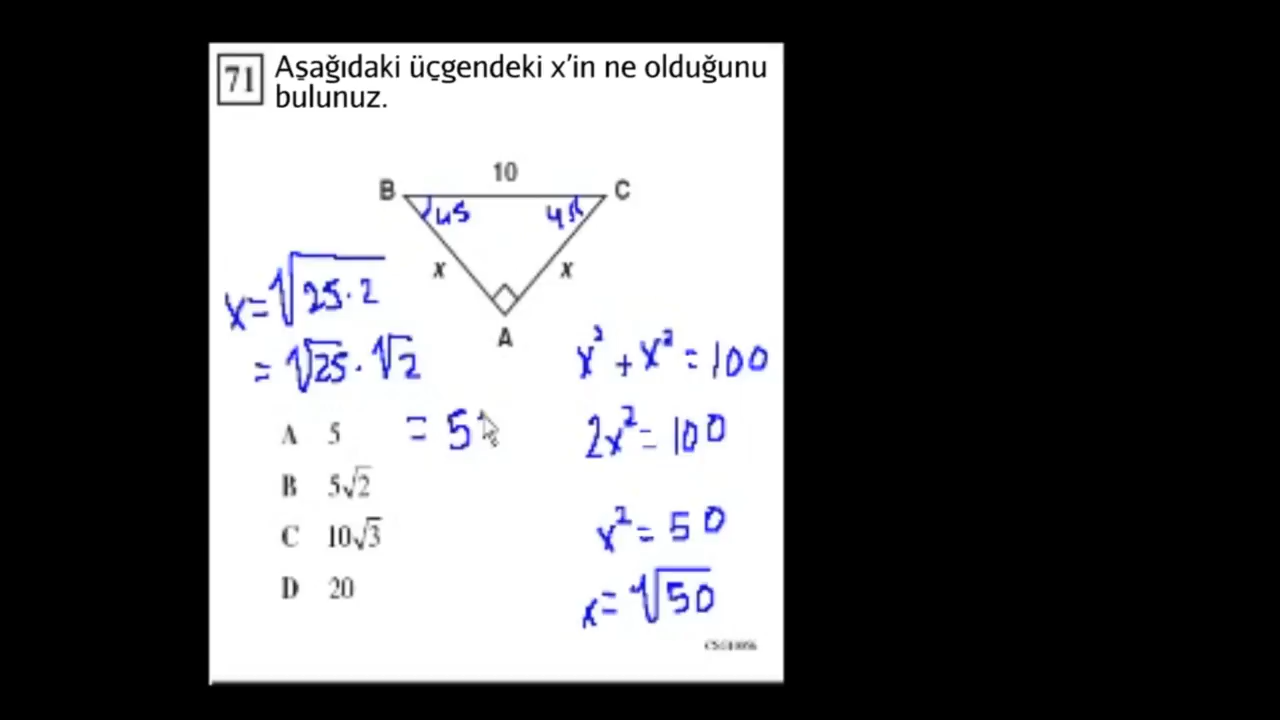 71 Aşağıdaki üçgendeki x'in ne olduğunu
bulunuz.
10
B C
45 45
x x
A
x=√25·2
= √25·√2
= 5
x²+x²=100
2x²=100
x²=50
x=√50
A 5
B 5√2
C 10√3
D 20